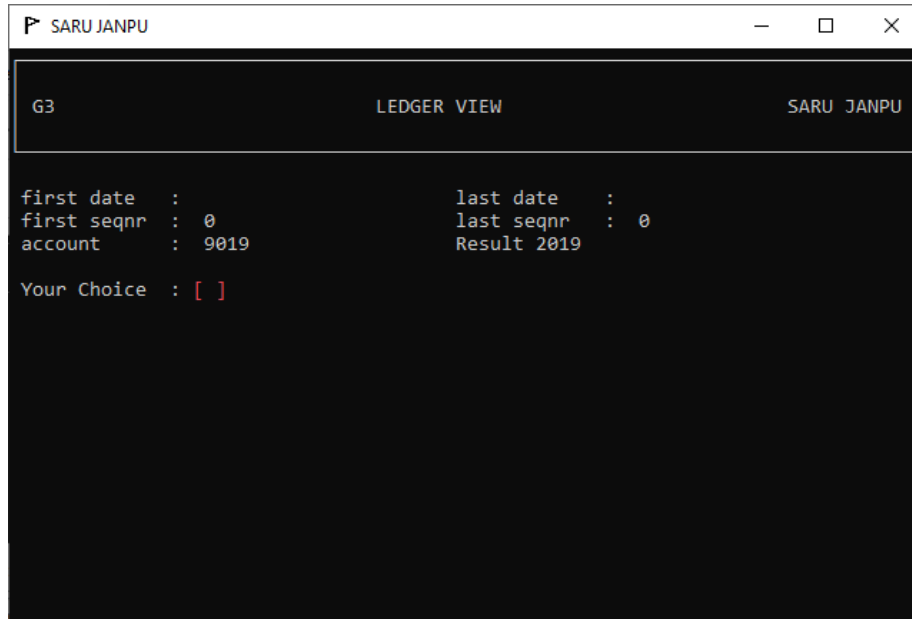 SARU JANPU
G3 LEDGER VIEW SARU JANPU
first date : last date :
first seqnr : 0 last seqnr : 0
account : 9019 Result 2019
Your Choice : [ ]